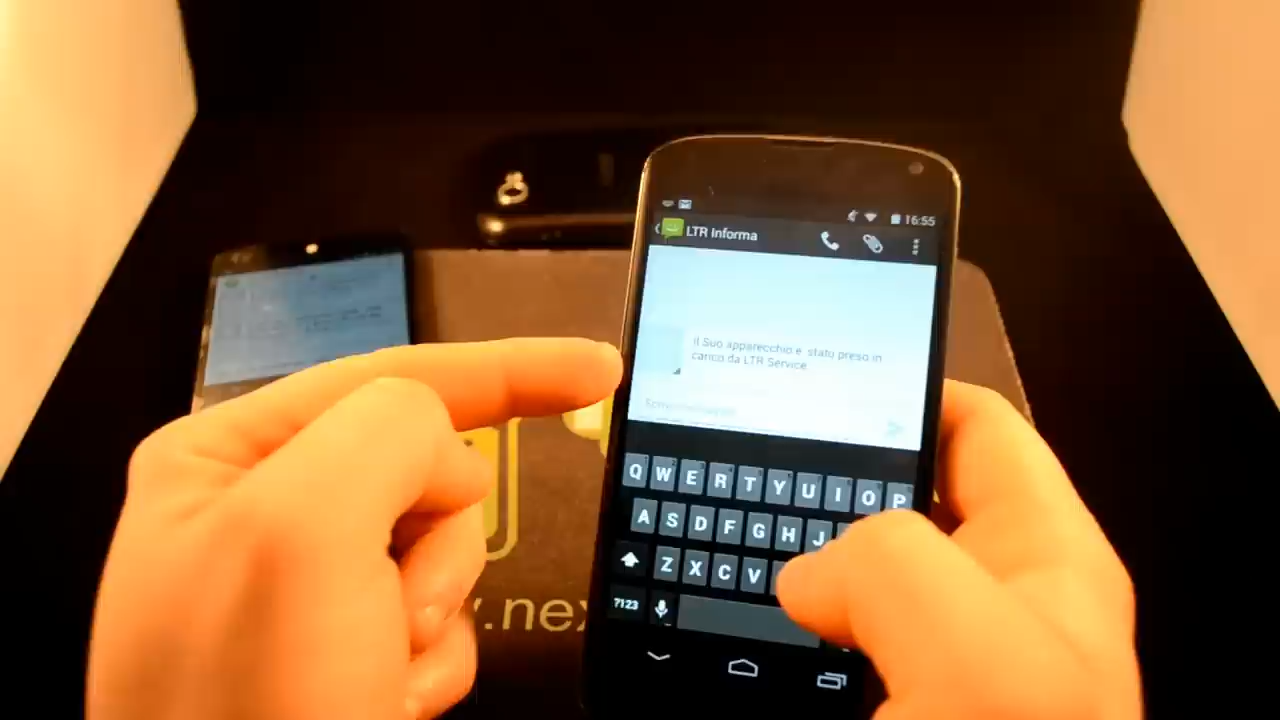 16:55
LTR Informa
Il Suo apparecchio e' stato preso in
carico da LTR Service.
Q W E R T Y U I O P
A S D F G H J
Z X C V
?123
.nex